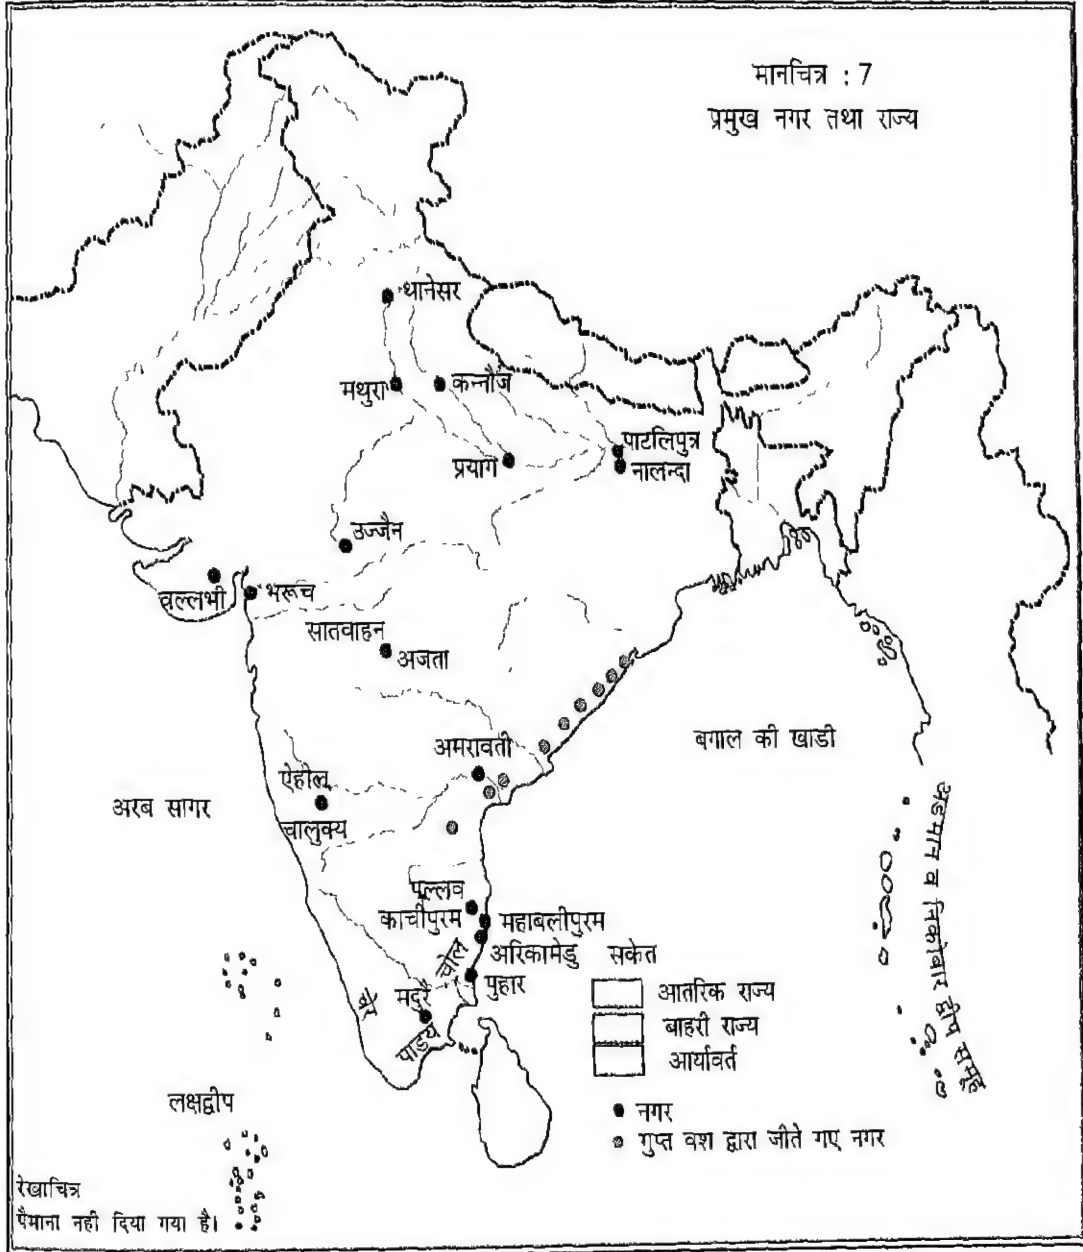 मानचित्र : 7
प्रमुख नगर तथा राज्य
थानेसर
मथुरा
कन्नौज
पाटलिपुत्र
प्रयाग
नालन्दा
उज्जैन
वल्लभी
भरूच
सातवाहन
अजता
अमरावती
बगाल की खाडी
ऐहोल
अरब सागर
चालुक्य
अडमान व निकोबार द्वीप समूह
पल्लव
काचीपुरम
महाबलीपुरम
अरिकामेडु
सकेत
चोल
पुहार
चेर
मदुरै
पाडय
आतरिक राज्य
बाहरी राज्य
आर्यावर्त
लक्षद्वीप
नगर
गुप्त वश द्वारा जीते गए नगर
रेखाचित्र
पैमाना नही दिया गया है।